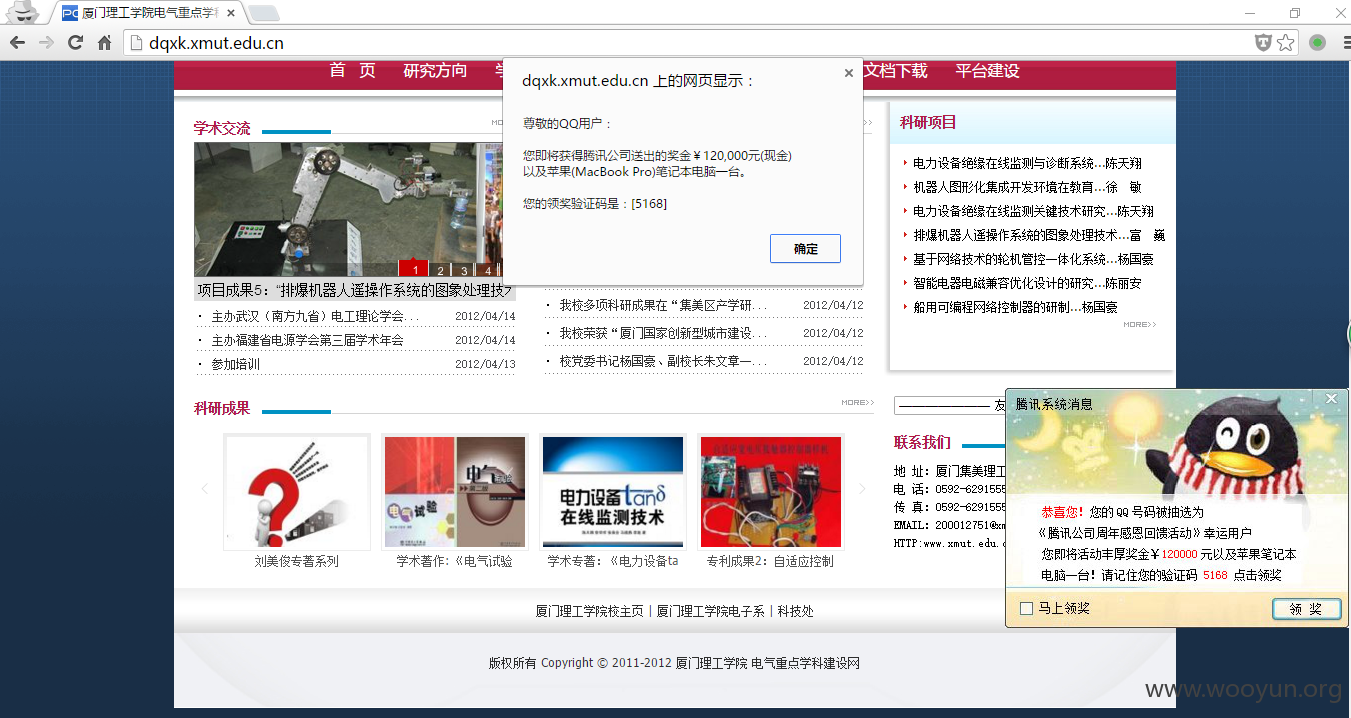 厦门理工学院电气重点学科
dqxk.xmut.edu.cn
首 页
研究方向
文档下载
平台建设
dqxk.xmut.edu.cn 上的网页显示：
尊敬的QQ用户：
您即将获得腾讯公司送出的奖金￥120,000元(现金)
以及苹果(MacBook Pro)笔记本电脑一台。
您的领奖验证码是：[5168]
确定
学术交流
1 2 3 4
项目成果5：“排爆机器人遥操作系统的图象处理技
· 主办武汉（南方九省）电工理论学会... 2012/04/14
· 主办福建省电源学会第三届学术年会 2012/04/14
· 参加培训 2012/04/13
· 我校多项科研成果在“集美区产学研... 2012/04/12
· 我校荣获“厦门国家创新型城市建设... 2012/04/12
· 校党委书记杨国豪、副校长朱文章一... 2012/04/12
科研项目
电力设备绝缘在线监测与诊断系统...陈天翔
机器人图形化集成开发环境在教育...徐 敏
电力设备绝缘在线监测关键技术研究...陈天翔
排爆机器人遥操作系统的图象处理技术...富 巍
基于网络技术的轮机管控一体化系统...杨国豪
智能电器电磁兼容优化设计的研究...陈丽安
船用可编程网络控制器的研制...杨国豪
MORE>>
科研成果
MORE>>
电气试验
电力设备tanδ
在线监测技术
刘美俊专著系列
学术著作:《电气试验
学术专著：《电力设备ta
专利成果2：自适应控制
友
联系我们
地 址：厦门集美理工
电 话：0592-6291555
传 真：0592-6291555
EMAIL：200012751@xm
HTTP:www.xmut.edu.c
腾讯系统消息
恭喜您！您的QQ号码被抽选为
《腾讯公司周年感恩回馈活动》幸运用户
您即将活动丰厚奖金￥120000元以及苹果笔记本
电脑一台！请记住您的验证码 5168 点击领奖
马上领奖
领 奖
厦门理工学院校主页 | 厦门理工学院电子系 | 科技处
版权所有 Copyright © 2011-2012 厦门理工学院 电气重点学科建设网
www.wooyun.org